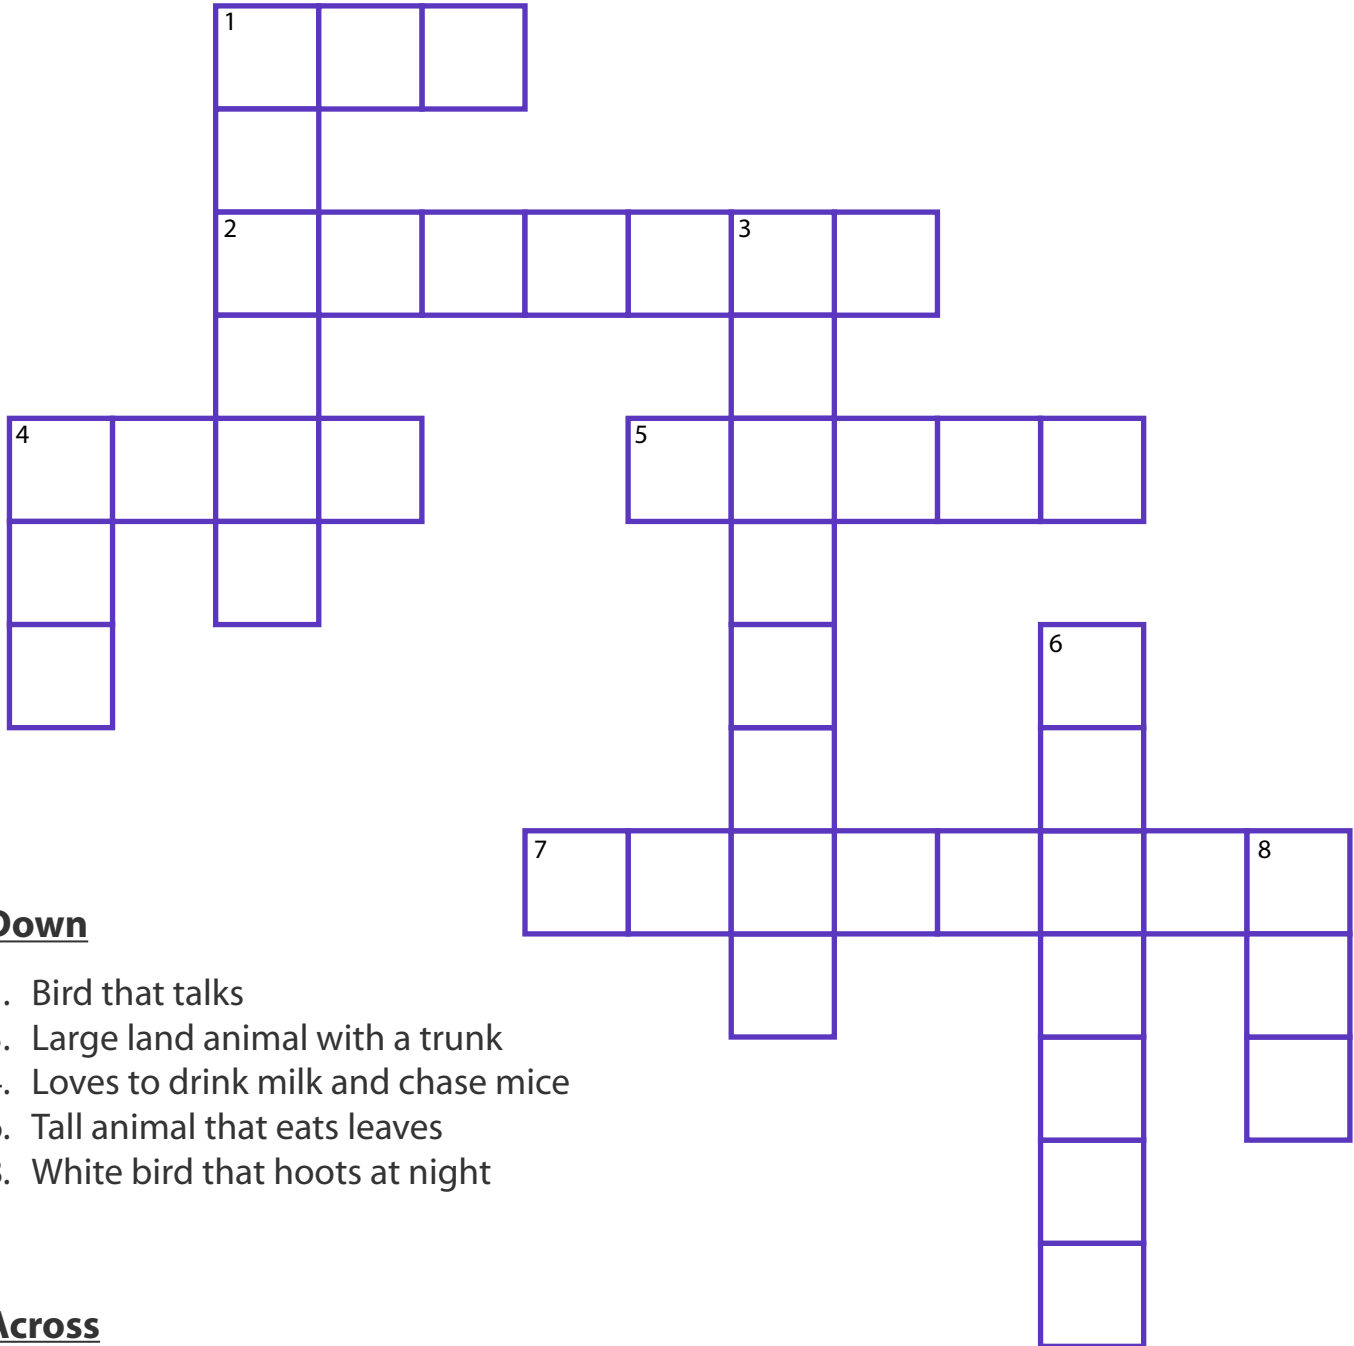 1
2
3
4
5
6
7
8
Down
. Bird that talks
. Large land animal with a trunk
. Loves to drink milk and chase mice
. Tall animal that eats leaves
. White bird that hoots at night
Across